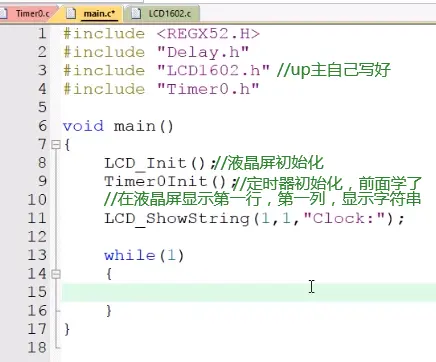 Timer0.c main.c* LCD1602.c
1 #include <REGX52.H>
2 #include "Delay.h"
3 #include "LCD1602.h" //up主自己写好
4 #include "Timer0.h"
5
6 void main()
7 {
8 LCD_Init();//液晶屏初始化
9 Timer0Init();//定时器初始化，前面学了
10 //在液晶屏显示第一行，第一列，显示字符串
11 LCD_ShowString(1,1,"Clock:");
12
13 while(1)
14 {
15
16 }
17 }
18